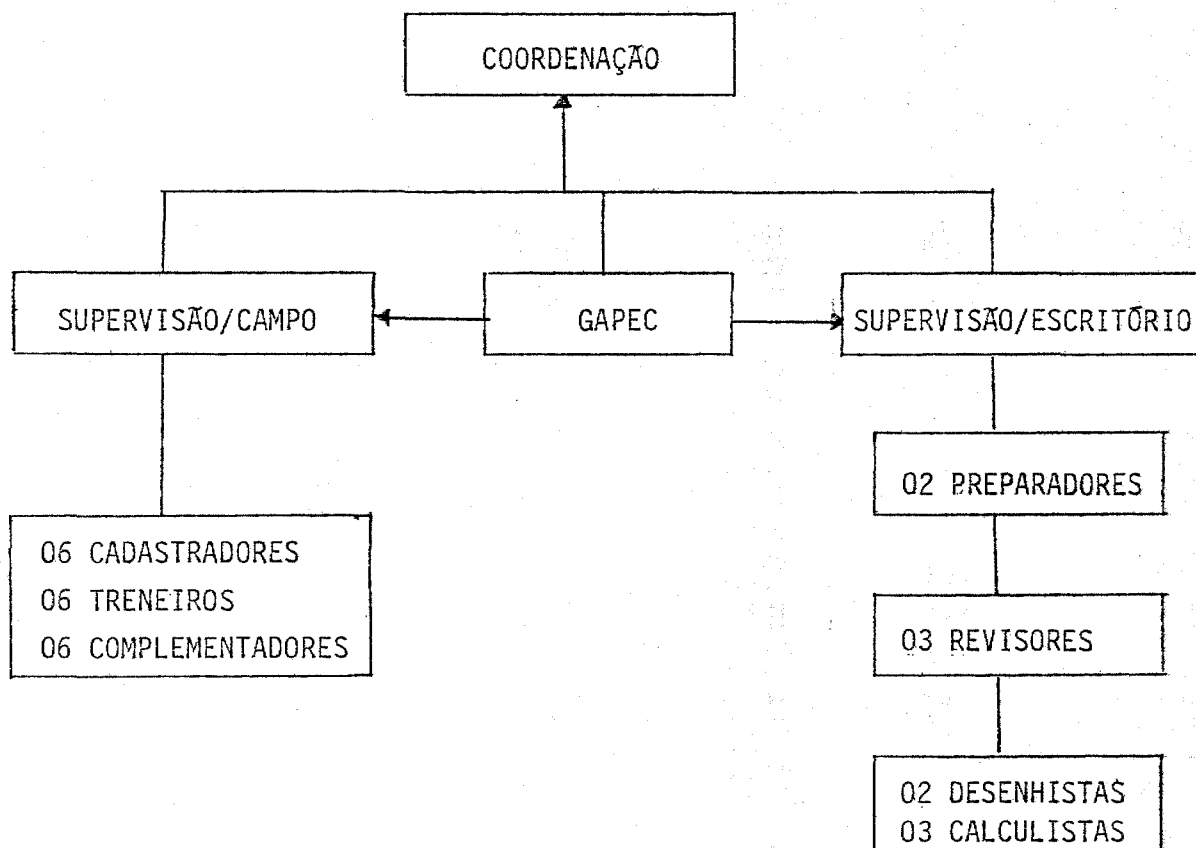 COORDENAÇÃO
SUPERVISÃO/CAMPO
GAPEC
SUPERVISÃO/ESCRITÓRIO
06 CADASTRADORES
06 TRENEIROS
06 COMPLEMENTADORES
02 PREPARADORES
03 REVISORES
02 DESENHISTAS
03 CALCULISTAS